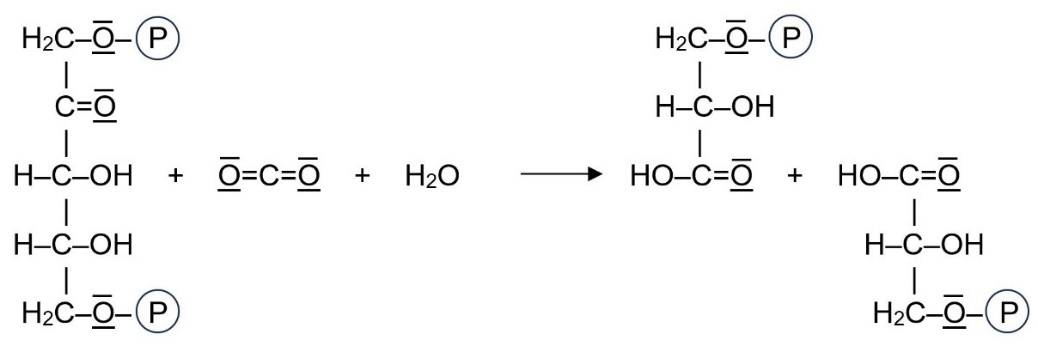 H₂C–O̲̅–P H₂C–O̲̅–P
C=O̲̅ H–C–OH
H–C–OH + O̲̅=C=O̲̅ + H₂O ⟶ HO–C=O̲̅ + HO–C=O̲̅
H–C–OH H–C–OH
H₂C–O̲̅–P H₂C–O̲̅–P